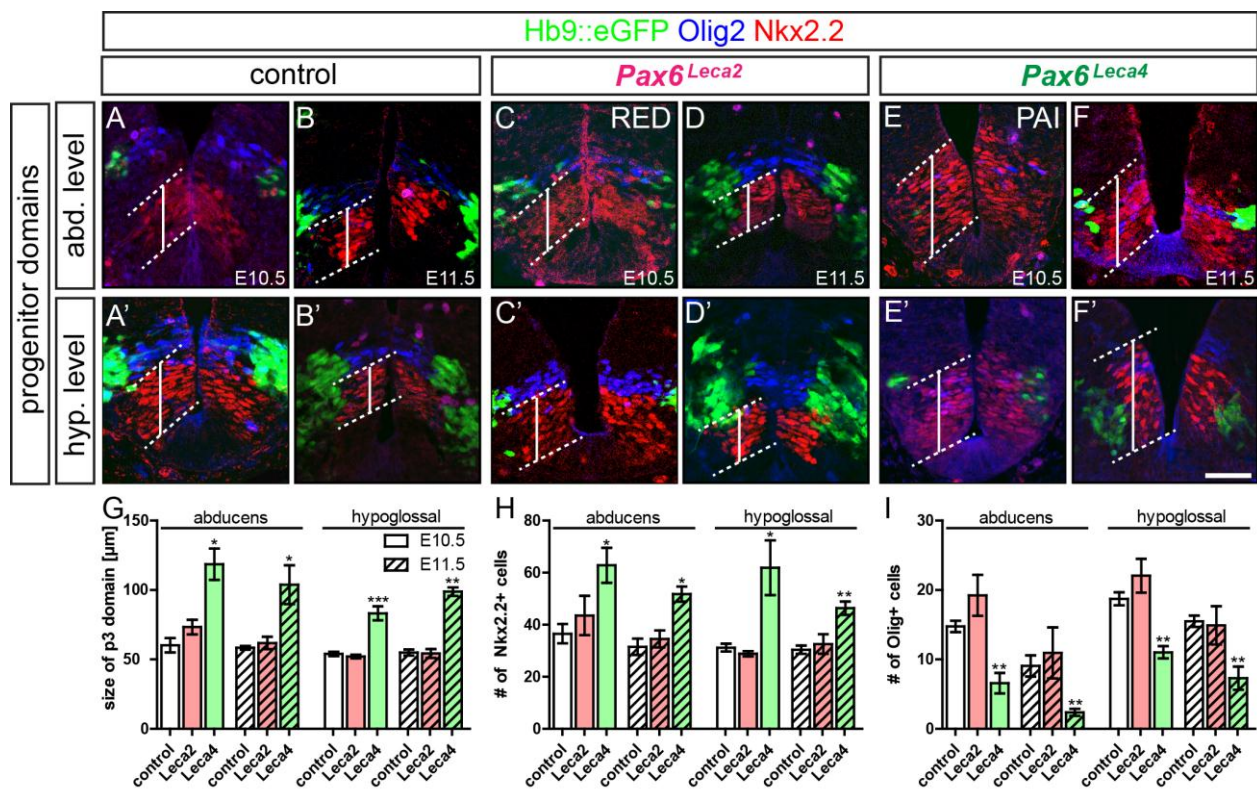 Hb9::eGFP Olig2 Nkx2.2
control
Pax6 Leca2
Pax6 Leca4
progenitor domains
abd. level
hyp. level
A
E10.5
B
E11.5
C
RED
E10.5
D
E11.5
E
PAI
E10.5
F
E11.5
A'
B'
C'
D'
E'
F'
G
abducens
hypoglossal
size of p3 domain [µm]
150
100
50
0
E10.5
E11.5
*
*
***
**
control Leca2 Leca4 control Leca2 Leca4 control Leca2 Leca4 control Leca2 Leca4
H
abducens
hypoglossal
# of Nkx2.2+ cells
80
60
40
20
0
*
*
*
**
control Leca2 Leca4 control Leca2 Leca4 control Leca2 Leca4 control Leca2 Leca4
I
abducens
hypoglossal
# of Olig+ cells
30
20
10
0
**
**
**
**
control Leca2 Leca4 control Leca2 Leca4 control Leca2 Leca4 control Leca2 Leca4